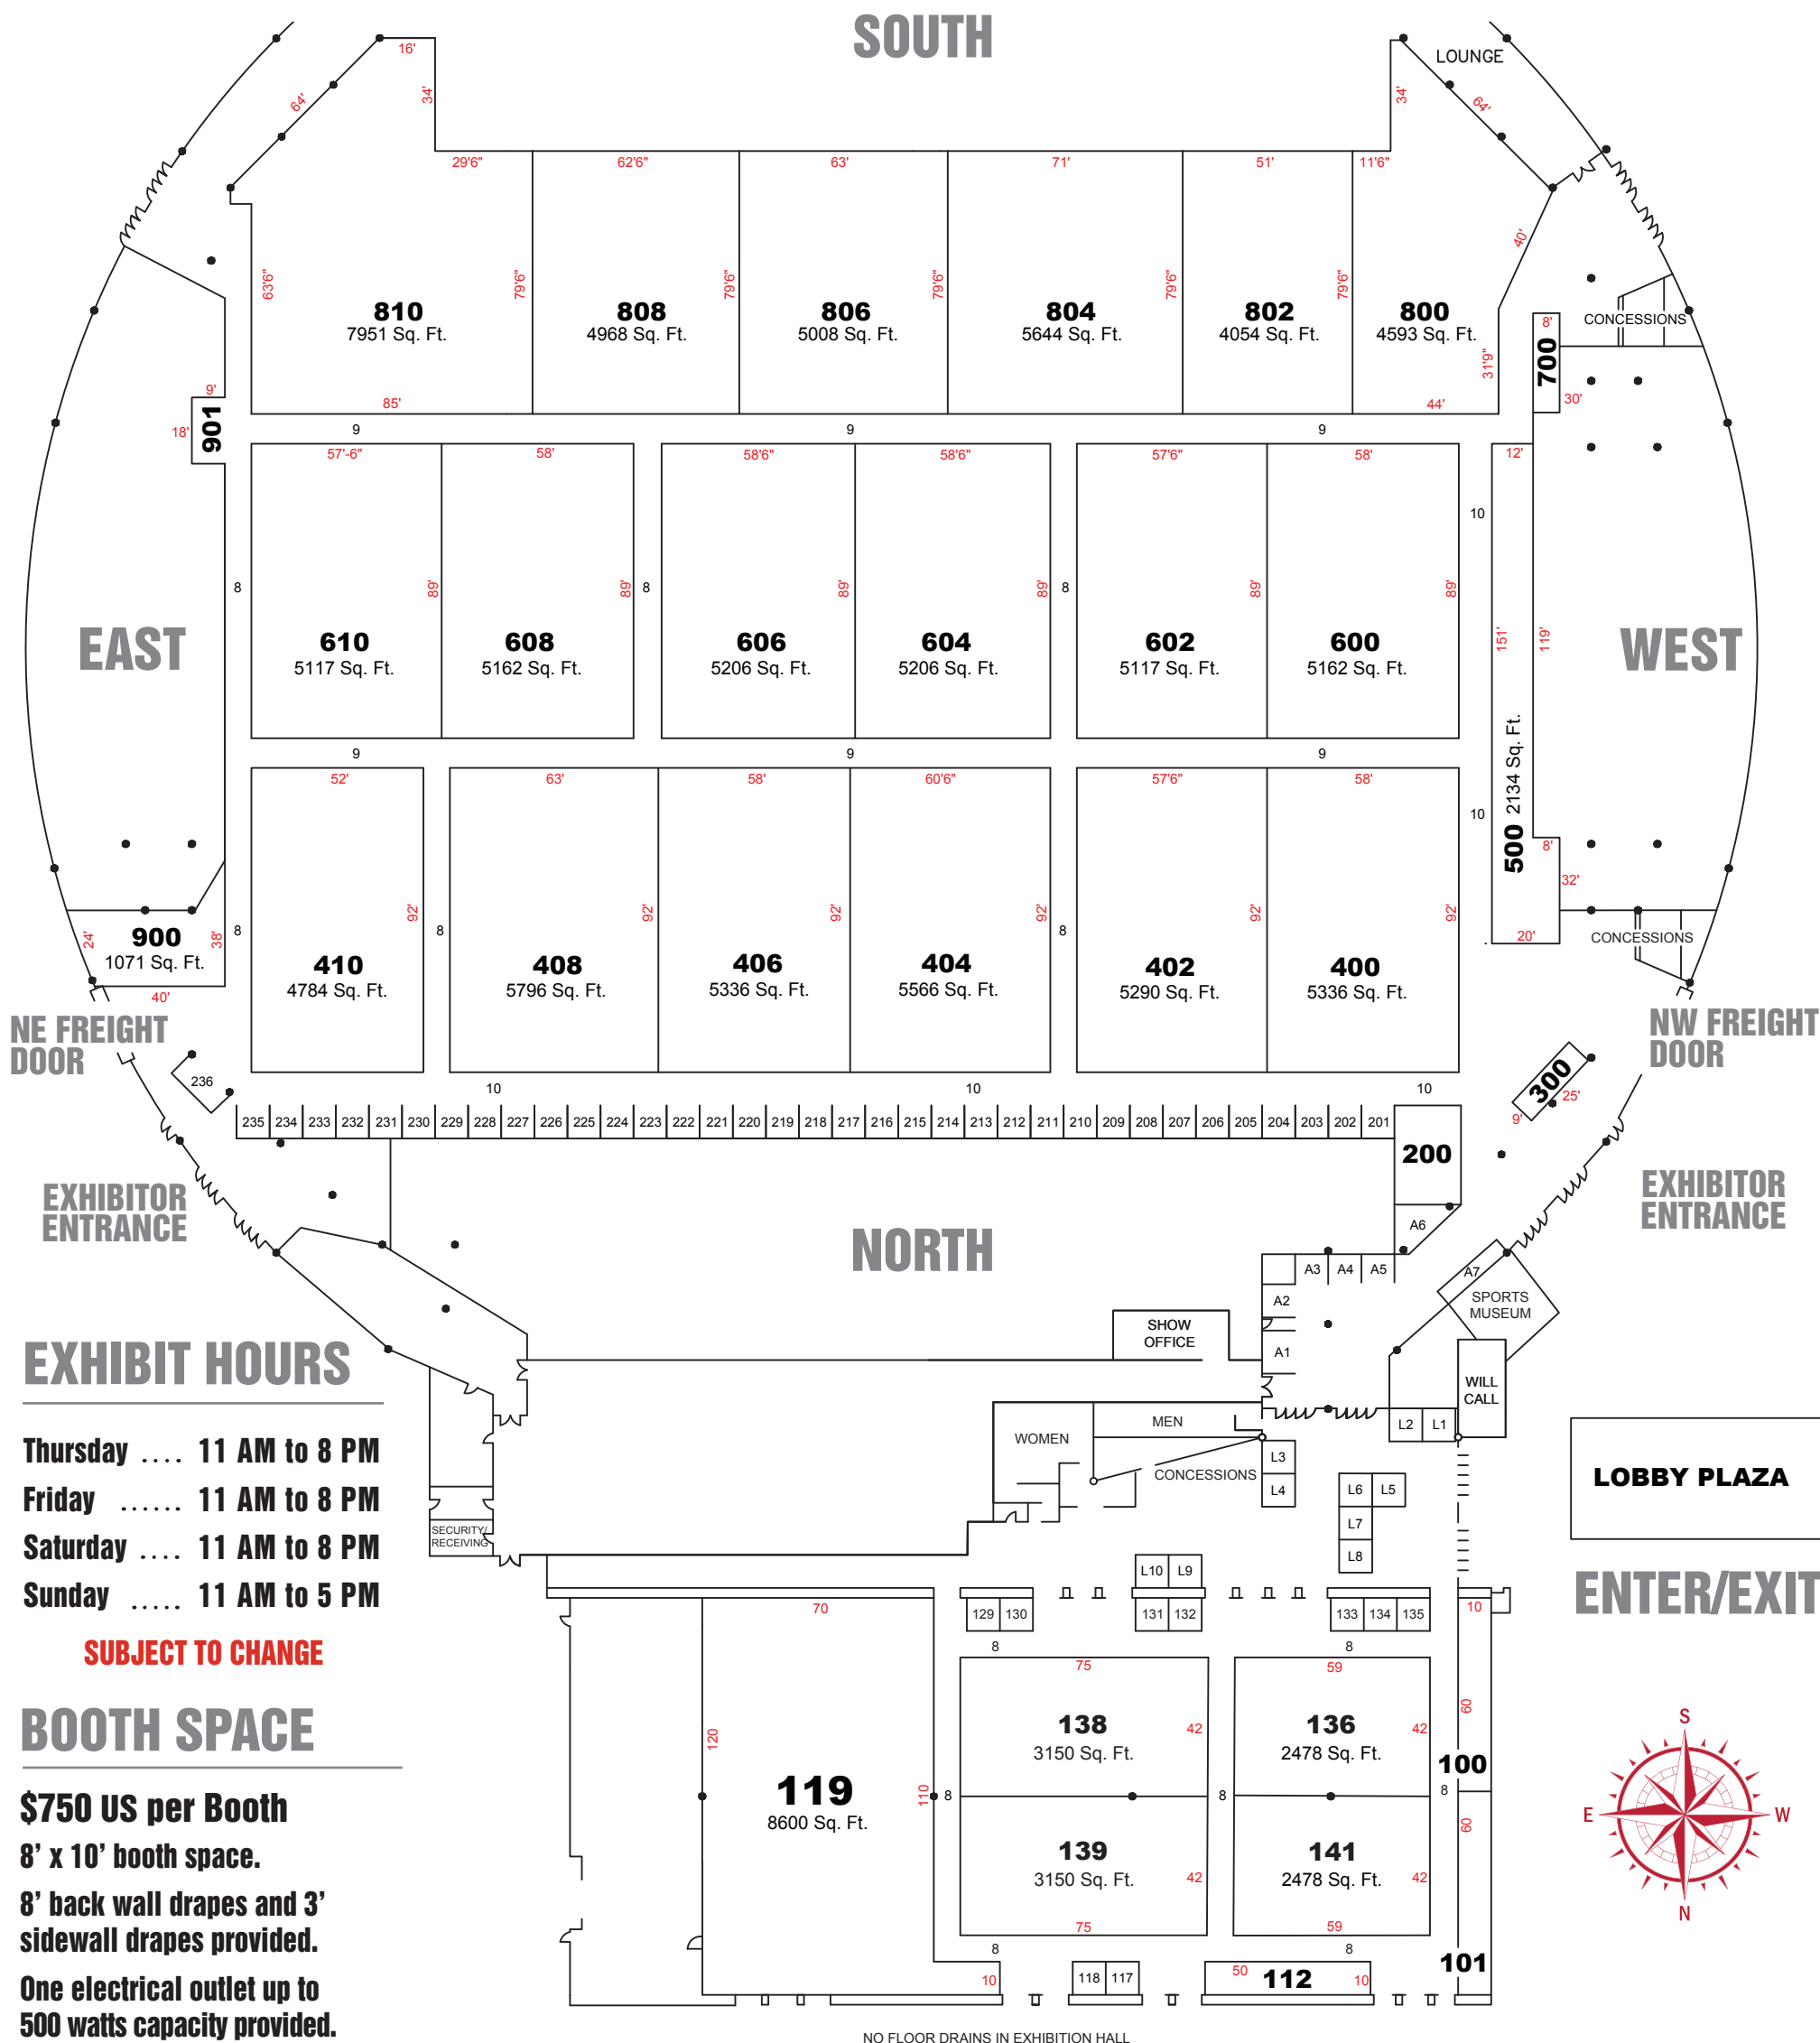 SOUTH
LOUNGE
16'
64'
34'
34'
64'
29'6"
62'6"
63'
71'
51'
11'6"
40'
63'6"
79'6"
79'6"
79'6"
79'6"
79'6"
31'9"
810
7951 Sq. Ft.
808
4968 Sq. Ft.
806
5008 Sq. Ft.
804
5644 Sq. Ft.
802
4054 Sq. Ft.
800
4593 Sq. Ft.
CONCESSIONS
8'
700
30'
85'
44'
9'
18'
901
9
9
9
57'-6"
58'
58'6"
58'6"
57'6"
58'
12'
10
8
89'
89'
8
89'
89'
8
89'
89'
151'
119'
EAST
WEST
610
5117 Sq. Ft.
608
5162 Sq. Ft.
606
5206 Sq. Ft.
604
5206 Sq. Ft.
602
5117 Sq. Ft.
600
5162 Sq. Ft.
500 2134 Sq. Ft.
9
9
9
52'
63'
58'
60'6"
57'6"
58'
10
8'
32'
20'
24'
900
1071 Sq. Ft.
38'
40'
8
92'
8
92'
92'
92'
8
92'
92'
410
4784 Sq. Ft.
408
5796 Sq. Ft.
406
5336 Sq. Ft.
404
5566 Sq. Ft.
402
5290 Sq. Ft.
400
5336 Sq. Ft.
CONCESSIONS
NE FREIGHT
DOOR
NW FREIGHT
DOOR
236
10
10
10
300
25'
9'
235 234 233 232 231 230 229 228 227 226 225 224 223 222 221 220 219 218 217 216 215 214 213 212 211 210 209 208 207 206 205 204 203 202 201
200
EXHIBITOR
ENTRANCE
EXHIBITOR
ENTRANCE
NORTH
A6
A3 A4 A5
A2
A1
A7
SPORTS
MUSEUM
SHOW
OFFICE
WILL
CALL
L2 L1
MEN
WOMEN
CONCESSIONS
L3
L4
L6 L5
L7
L8
L10 L9
SECURITY/
RECEIVING
EXHIBIT HOURS
Thursday .... 11 AM to 8 PM
Friday ...... 11 AM to 8 PM
Saturday .... 11 AM to 8 PM
Sunday ..... 11 AM to 5 PM
SUBJECT TO CHANGE
LOBBY PLAZA
ENTER/EXIT
BOOTH SPACE
$750 US per Booth
8’ x 10’ booth space.
8’ back wall drapes and 3’
sidewall drapes provided.
One electrical outlet up to
500 watts capacity provided.
70
129 130
131 132
133 134 135
10
8
8
75
59
60
120
110
119
8600 Sq. Ft.
138
3150 Sq. Ft.
42
136
2478 Sq. Ft.
42
100
8
8
8
60
139
3150 Sq. Ft.
42
141
2478 Sq. Ft.
42
75
59
8
8
101
10
118 117
50
112
10
S
E
W
N
NO FLOOR DRAINS IN EXHIBITION HALL